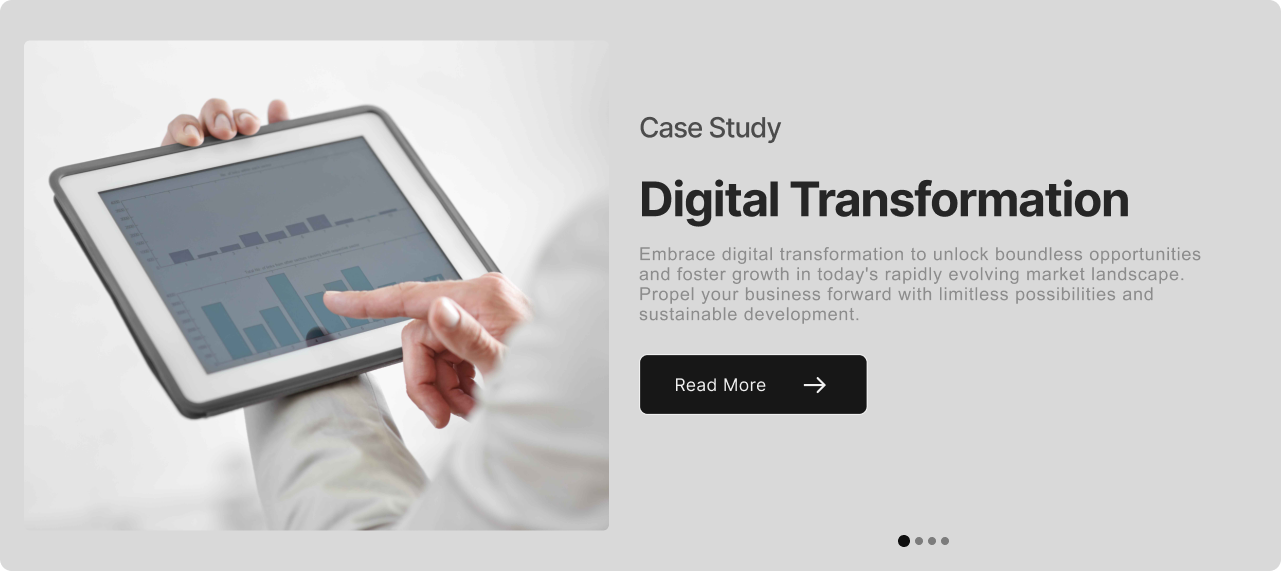 Case Study
Digital Transformation
Embrace digital transformation to unlock boundless opportunities
and foster growth in today's rapidly evolving market landscape.
Propel your business forward with limitless possibilities and
sustainable development.
Read More